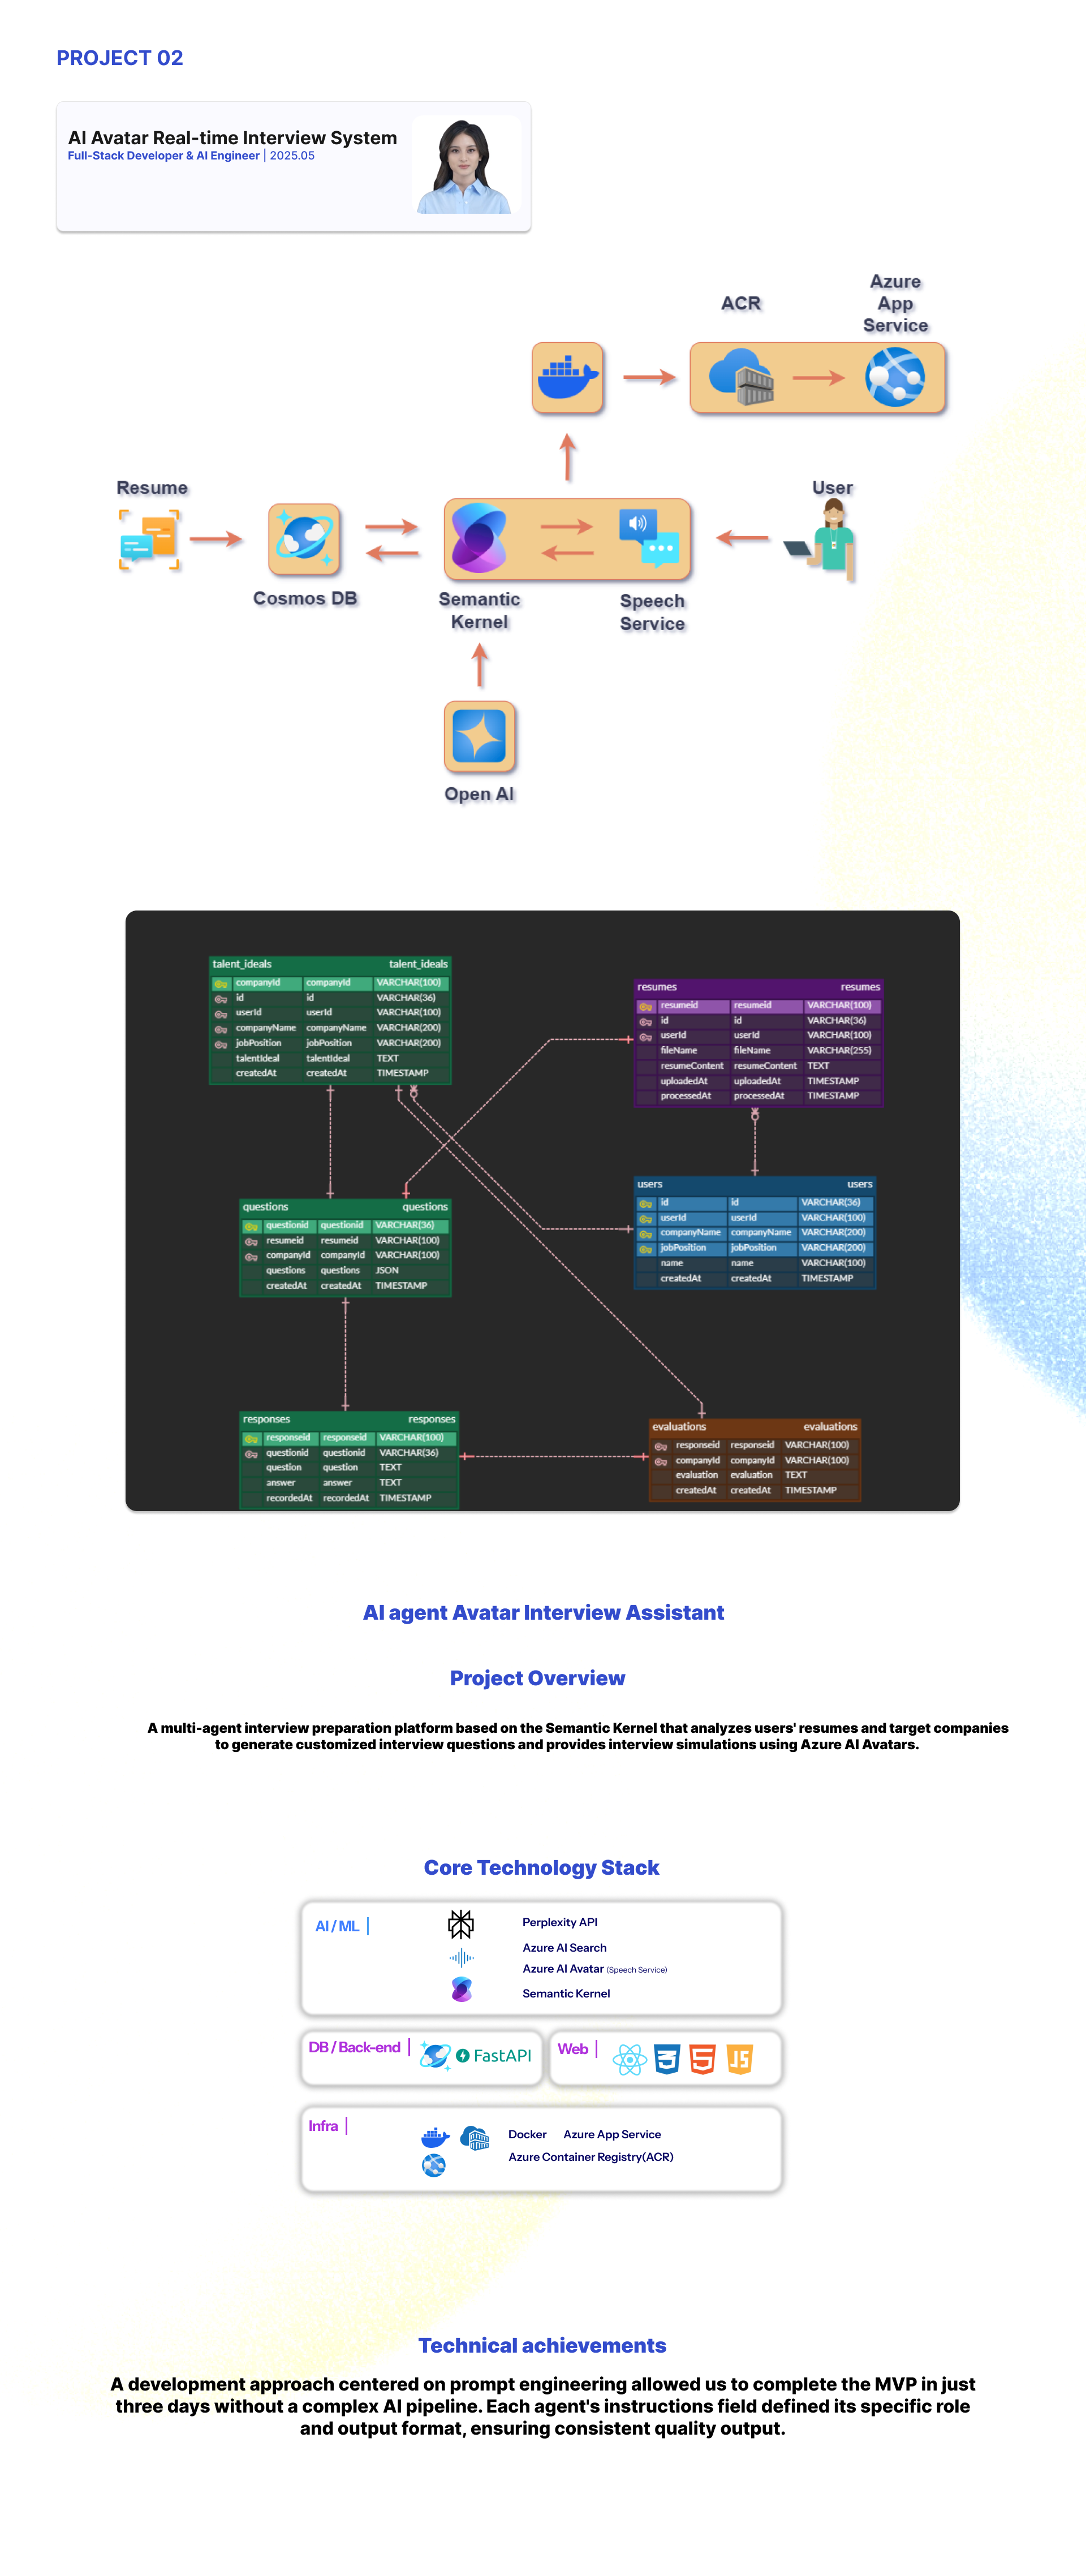 PROJECT 02
AI Avatar Real-time Interview System
Full-Stack Developer & AI Engineer | 2025.05
ACR
Azure
App
Service
Resume
User
Cosmos DB
Semantic
Kernel
Speech
Service
Open AI
talent_ideals talent_ideals
companyId companyId VARCHAR(100)
id id VARCHAR(36)
userId userId VARCHAR(100)
companyName companyName VARCHAR(200)
jobPosition jobPosition VARCHAR(200)
talentIdeal talentIdeal TEXT
createdAt createdAt TIMESTAMP
resumes resumes
resumeid resumeid VARCHAR(100)
id id VARCHAR(36)
userId userId VARCHAR(100)
fileName fileName VARCHAR(255)
resumeContent resumeContent TEXT
uploadedAt uploadedAt TIMESTAMP
processedAt processedAt TIMESTAMP
questions questions
questionid questionid VARCHAR(36)
resumeid resumeid VARCHAR(100)
companyId companyId VARCHAR(100)
questions questions JSON
createdAt createdAt TIMESTAMP
users users
id id VARCHAR(36)
userId userId VARCHAR(100)
companyName companyName VARCHAR(200)
jobPosition jobPosition VARCHAR(200)
name name VARCHAR(100)
createdAt createdAt TIMESTAMP
responses responses
responseid responseid VARCHAR(100)
questionid questionid VARCHAR(36)
question question TEXT
answer answer TEXT
recordedAt recordedAt TIMESTAMP
evaluations evaluations
responseid responseid VARCHAR(100)
companyId companyId VARCHAR(100)
evaluation evaluation TEXT
createdAt createdAt TIMESTAMP
AI agent Avatar Interview Assistant
Project Overview
A multi-agent interview preparation platform based on the Semantic Kernel that analyzes users' resumes and target companies
to generate customized interview questions and provides interview simulations using Azure AI Avatars.
Core Technology Stack
AI / ML |
Perplexity API
Azure AI Search
Azure AI Avatar (Speech Service)
Semantic Kernel
DB / Back-end |
FastAPI
Web |
3
5
JS
Infra |
Docker Azure App Service
Azure Container Registry(ACR)
Technical achievements
A development approach centered on prompt engineering allowed us to complete the MVP in just
three days without a complex AI pipeline. Each agent's instructions field defined its specific role
and output format, ensuring consistent quality output.